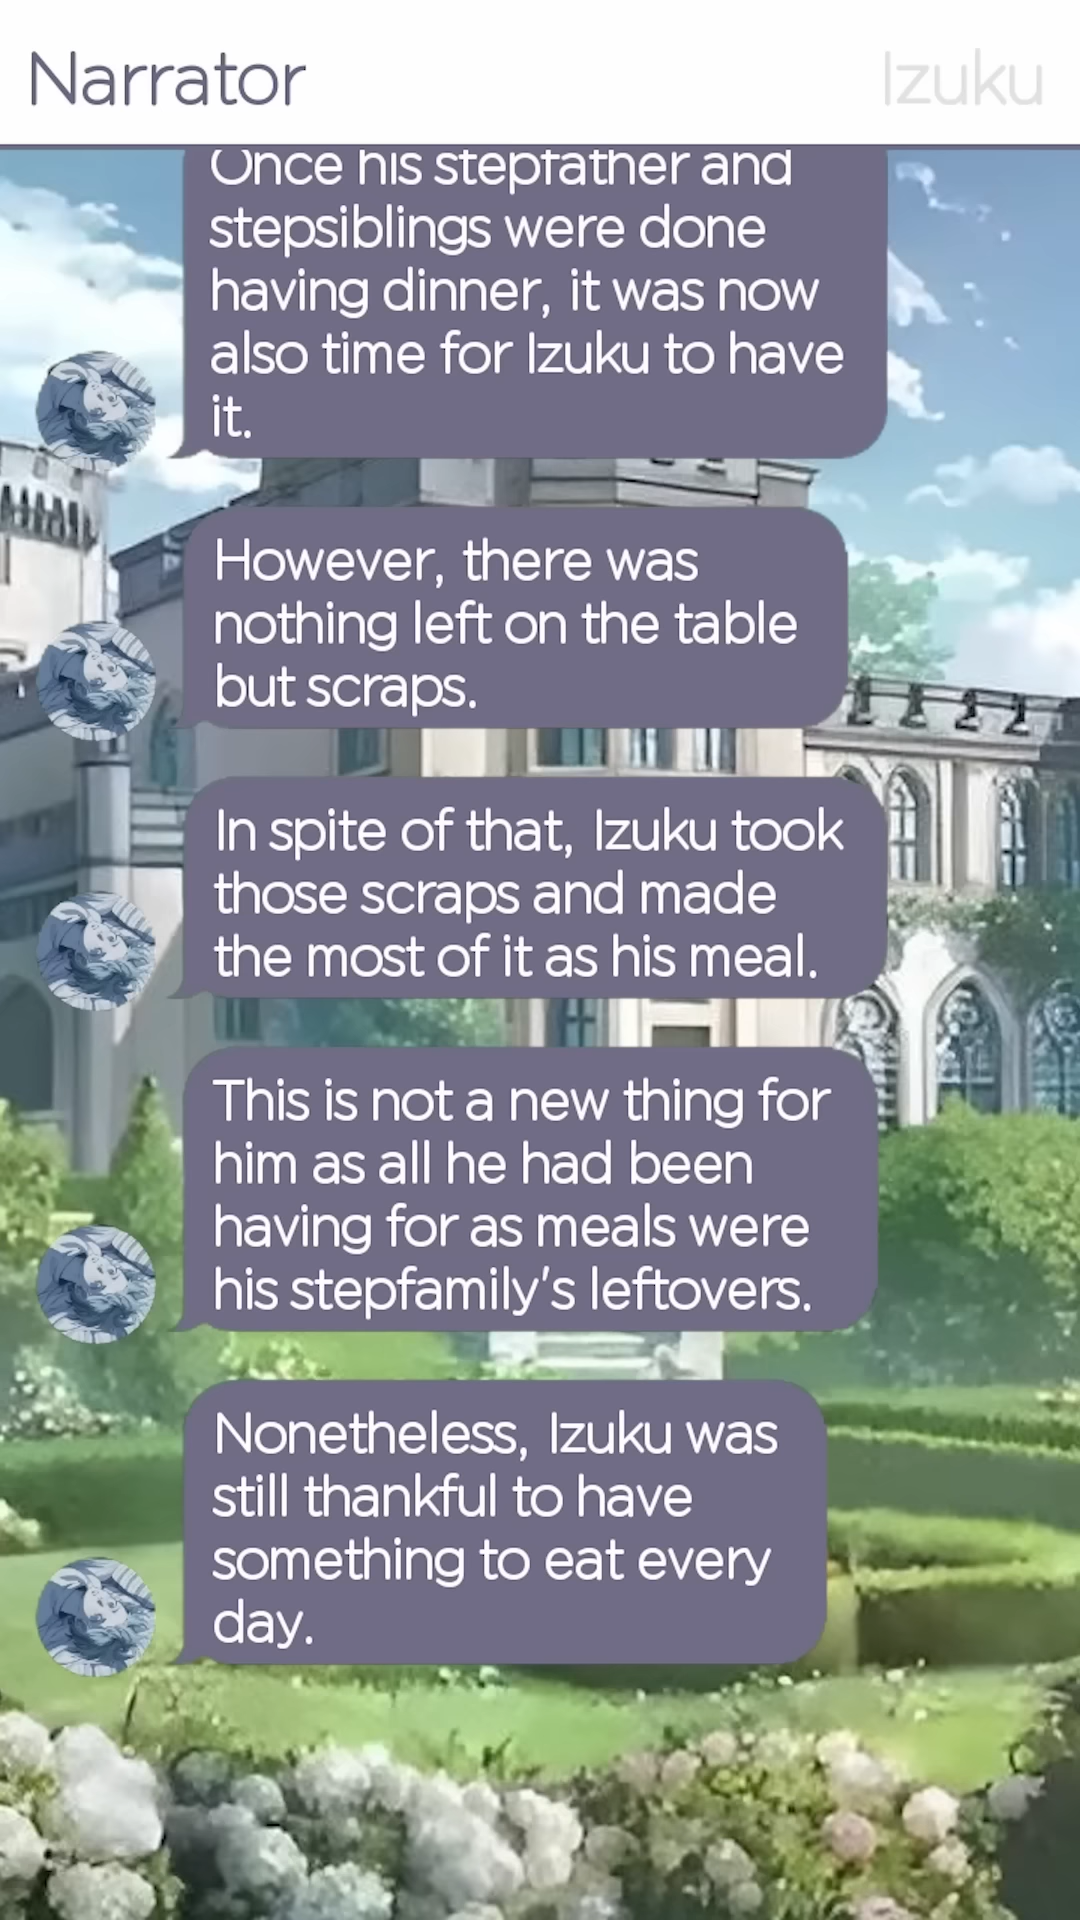 Narrator
Izuku
Once his stepfather and
stepsiblings were done
having dinner, it was now
also time for Izuku to have
it.
However, there was
nothing left on the table
but scraps.
In spite of that, Izuku took
those scraps and made
the most of it as his meal.
This is not a new thing for
him as all he had been
having for as meals were
his stepfamily's leftovers.
Nonetheless, Izuku was
still thankful to have
something to eat every
day.